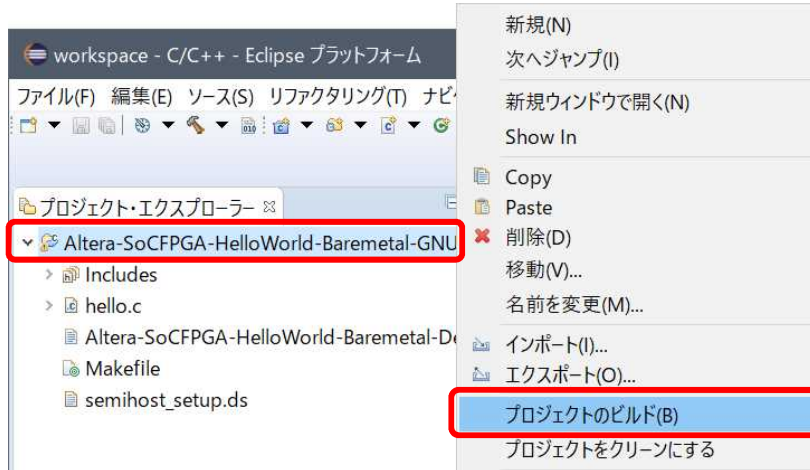 workspace - C/C++ - Eclipse プラットフォーム
ファイル(F) 編集(E) ソース(S) リファクタリング(T) ナビ
プロジェクト・エクスプローラー
Altera-SoCFPGA-HelloWorld-Baremetal-GNU
Includes
hello.c
Altera-SoCFPGA-HelloWorld-Baremetal-De
Makefile
semihost_setup.ds
新規(N)
次へジャンプ(I)
新規ウィンドウで開く(N)
Show In
Copy
Paste
削除(D)
移動(V)...
名前を変更(M)...
インポート(I)...
エクスポート(O)...
プロジェクトのビルド(B)
プロジェクトをクリーンにする